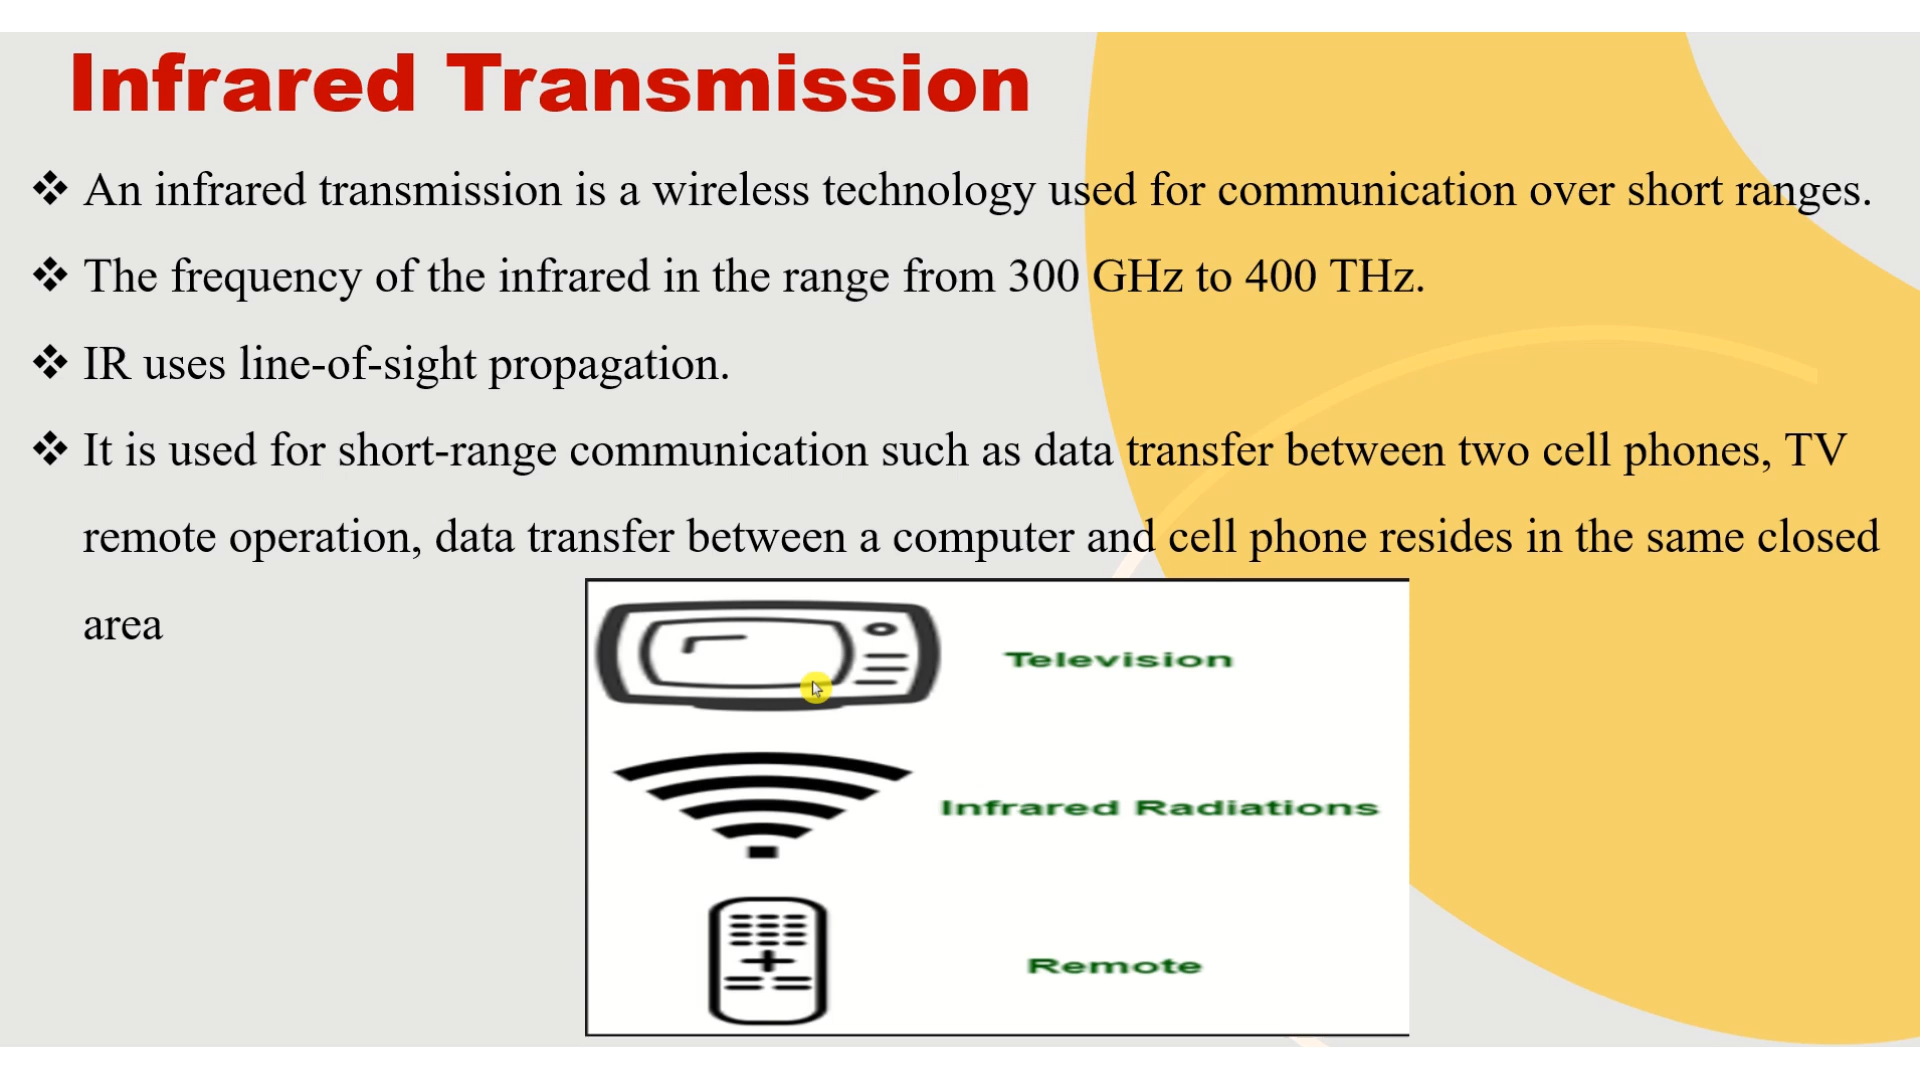 Infrared Transmission
❖ An infrared transmission is a wireless technology used for communication over short ranges.
❖ The frequency of the infrared in the range from 300 GHz to 400 THz.
❖ IR uses line-of-sight propagation.
❖ It is used for short-range communication such as data transfer between two cell phones, TV
remote operation, data transfer between a computer and cell phone resides in the same closed
area
Television
Infrared Radiations
Remote